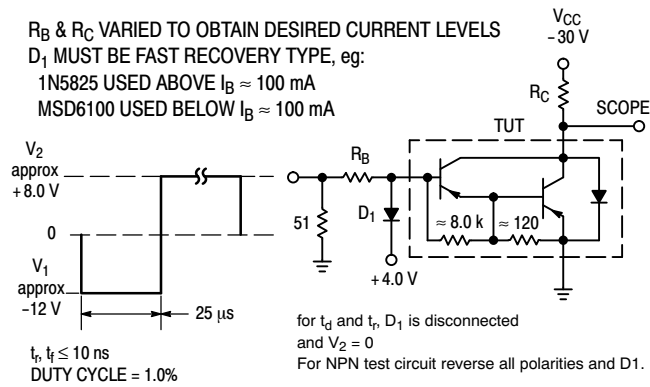 R_B & R_C VARIED TO OBTAIN DESIRED CURRENT LEVELS
D_1 MUST BE FAST RECOVERY TYPE, eg:
1N5825 USED ABOVE I_B ≈ 100 mA
MSD6100 USED BELOW I_B ≈ 100 mA
V_CC
- 30 V
R_C
SCOPE
TUT
V_2
approx
+8.0 V
R_B
51
D_1
≈ 8.0 k
≈ 120
0
V_1
approx
-12 V
+ 4.0 V
25 μs
t_r, t_f ≤ 10 ns
DUTY CYCLE = 1.0%
for t_d and t_r, D_1 is disconnected
and V_2 = 0
For NPN test circuit reverse all polarities and D1.